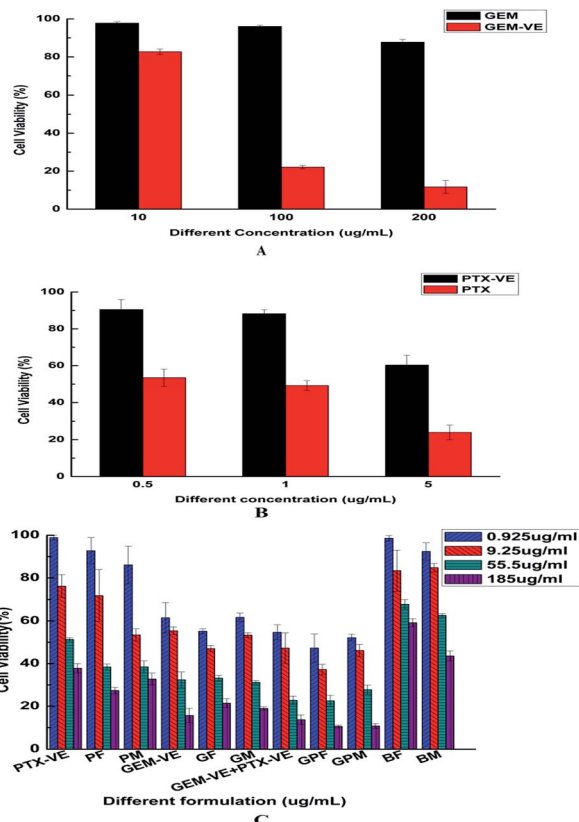 GEM
GEM-VE
100
80
60
40
20
0
Cell Viability (%)
10 100 200
Different Concentration (ug/mL)
A
PTX-VE
PTX
100
80
60
40
20
0
Cell Viability (%)
0.5 1 5
Different concentration (ug/mL)
B
0.925ug/ml
9.25ug/ml
55.5ug/ml
185ug/ml
100
80
60
40
20
0
Cell Viability(%)
PTX-VE PF PM GEM-VE GF GM GEM-VE+PTX-VE GPF GPM BF BM
Different formulation (ug/mL)
C